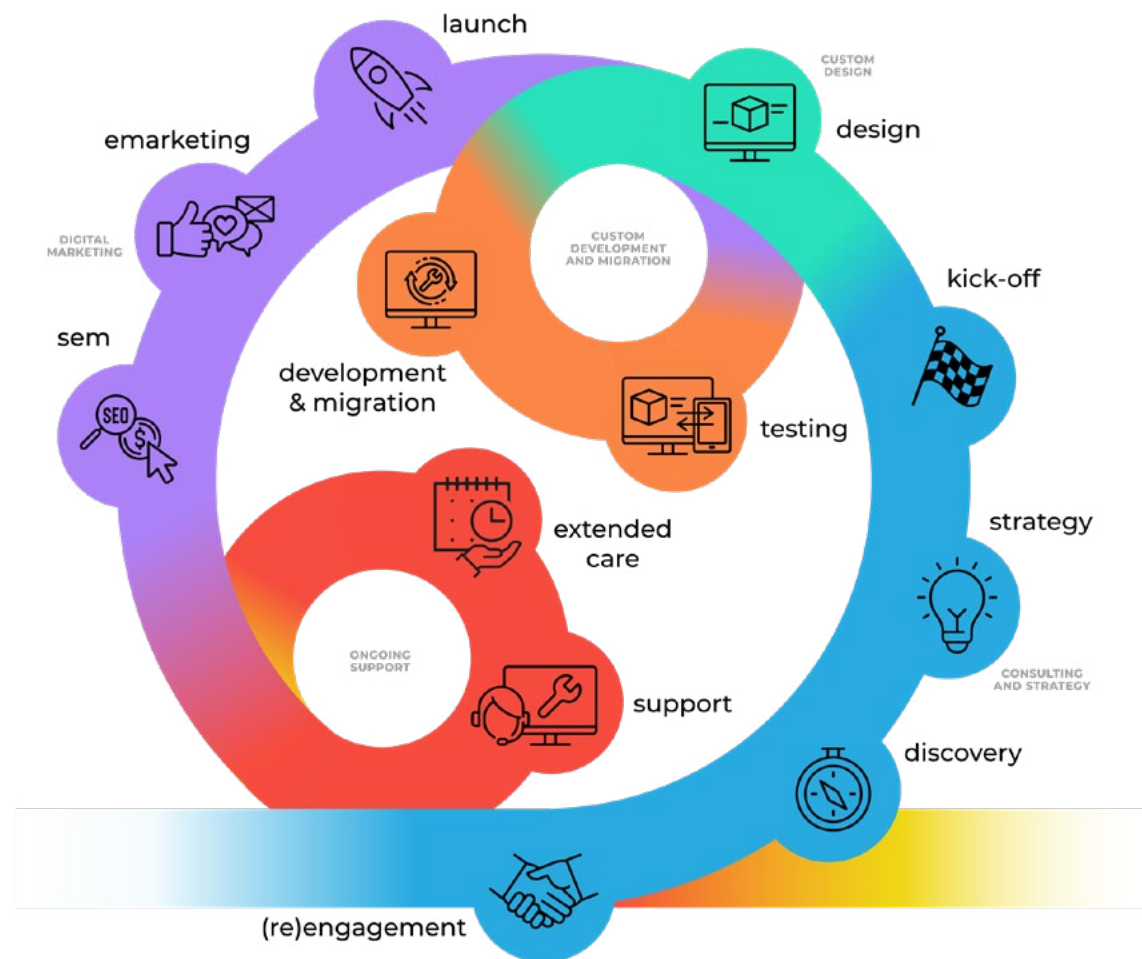 launch
CUSTOM
DESIGN
design
emarketing
DIGITAL
MARKETING
CUSTOM
DEVELOPMENT
AND MIGRATION
kick-off
sem
SEO
$
development
& migration
testing
strategy
extended
care
ONGOING
SUPPORT
CONSULTING
AND STRATEGY
support
discovery
(re)engagement